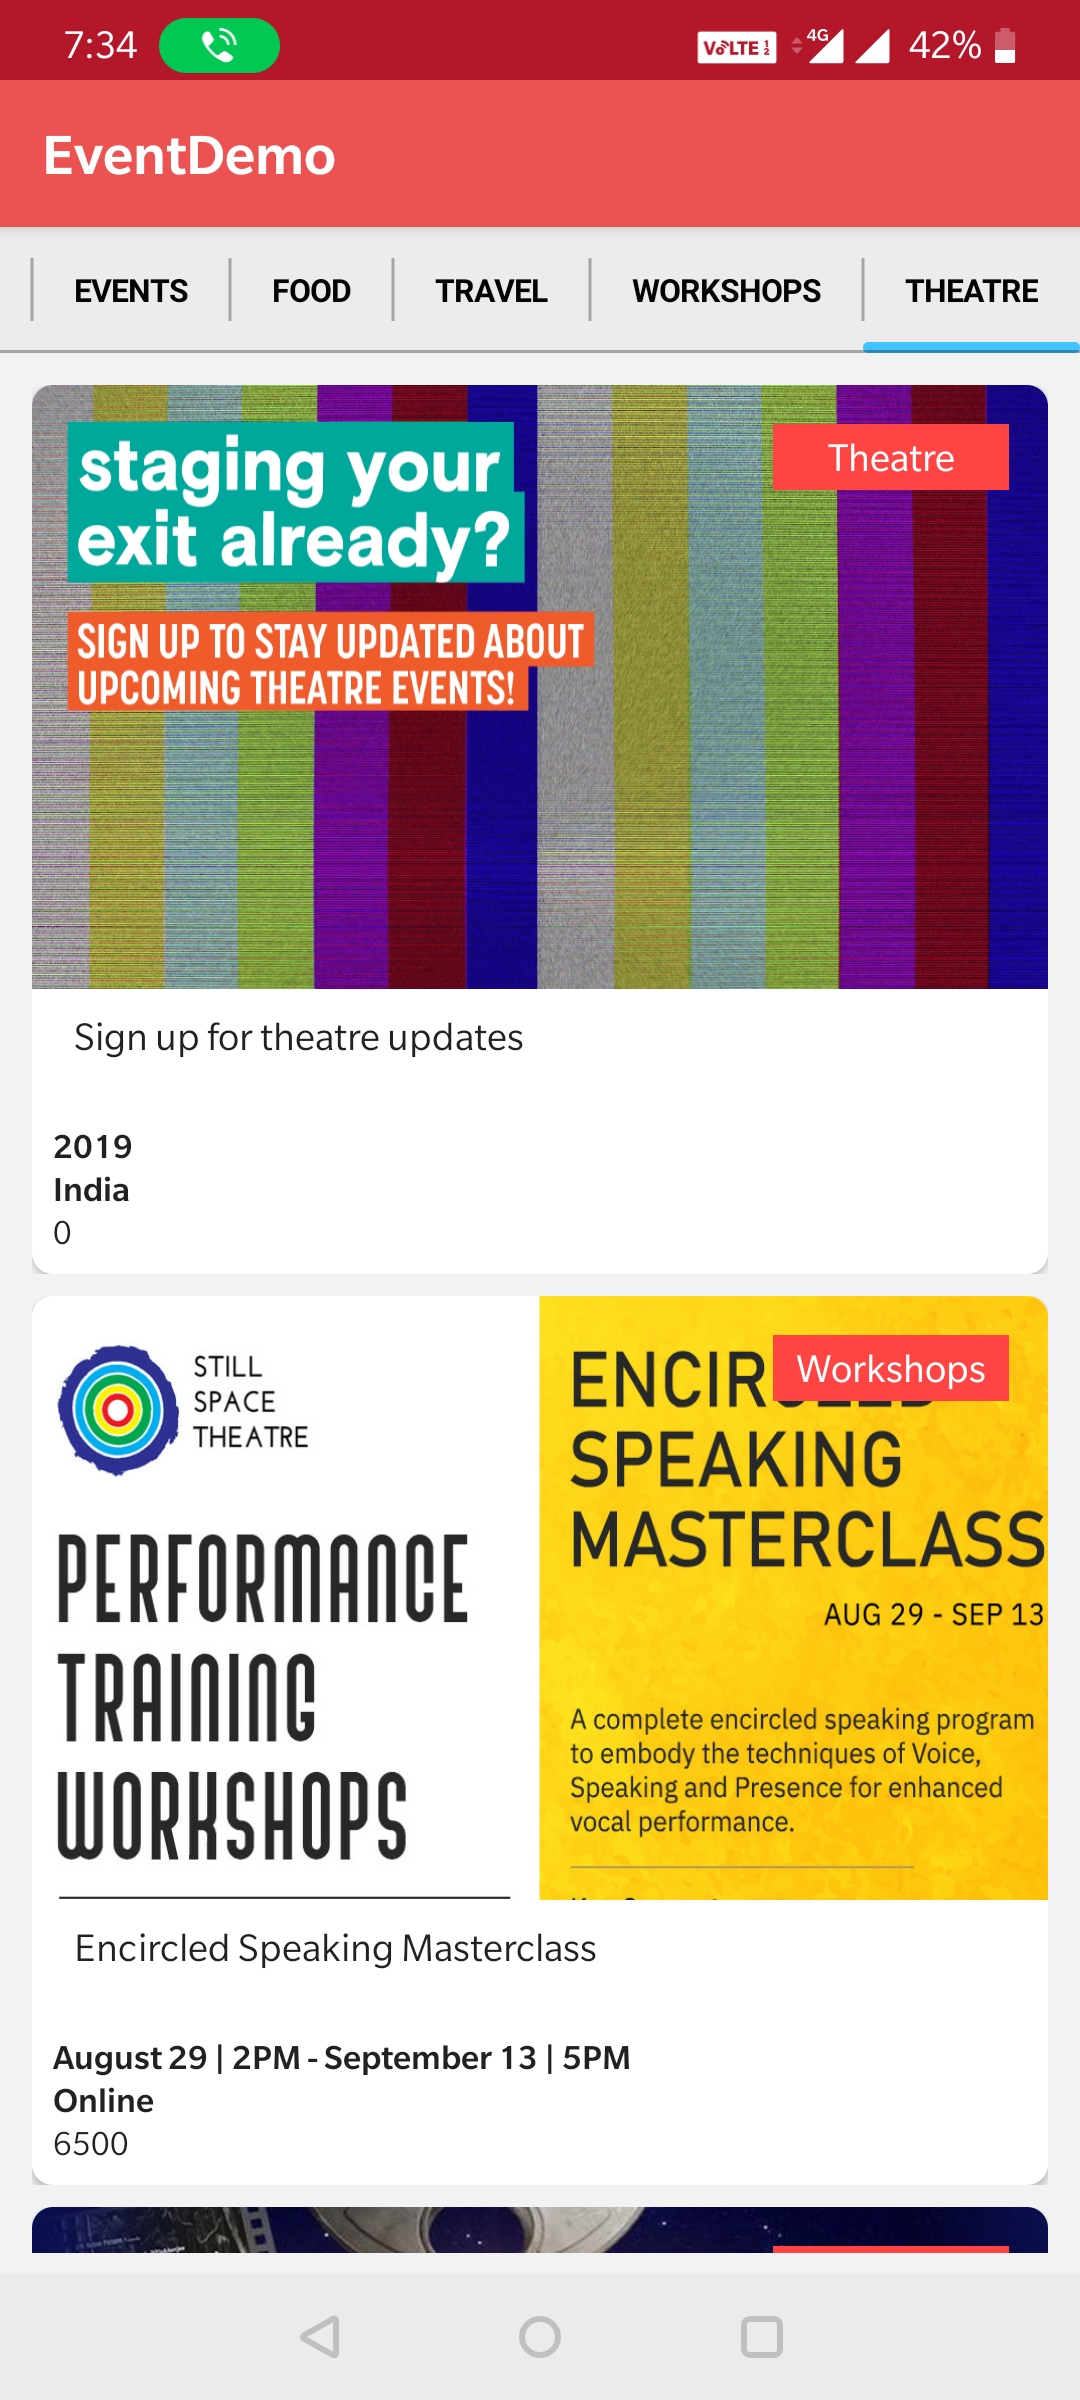 7:34
VoLTE 1 2 4G 42%
EventDemo
EVENTS FOOD TRAVEL WORKSHOPS THEATRE
staging your
exit already?
Theatre
SIGN UP TO STAY UPDATED ABOUT
UPCOMING THEATRE EVENTS!
Sign up for theatre updates
2019
India
0
STILL
SPACE
THEATRE
PERFORMANCE
TRAINING
WORKSHOPS
Workshops
SPEAKING
MASTERCLASS
AUG 29 - SEP 13
A complete encircled speaking program
to embody the techniques of Voice,
Speaking and Presence for enhanced
vocal performance.
Encircled Speaking Masterclass
August 29 | 2PM - September 13 | 5PM
Online
6500